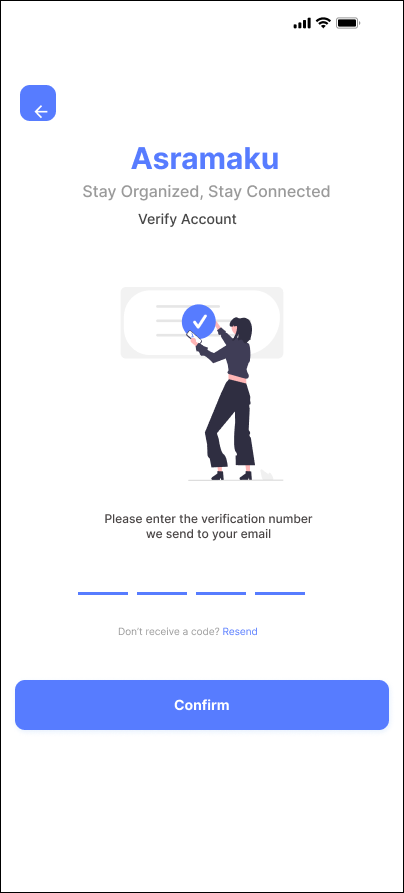 Asramaku
Stay Organized, Stay Connected
Verify Account
Please enter the verification number
we send to your email
Don't receive a code? Resend
Confirm